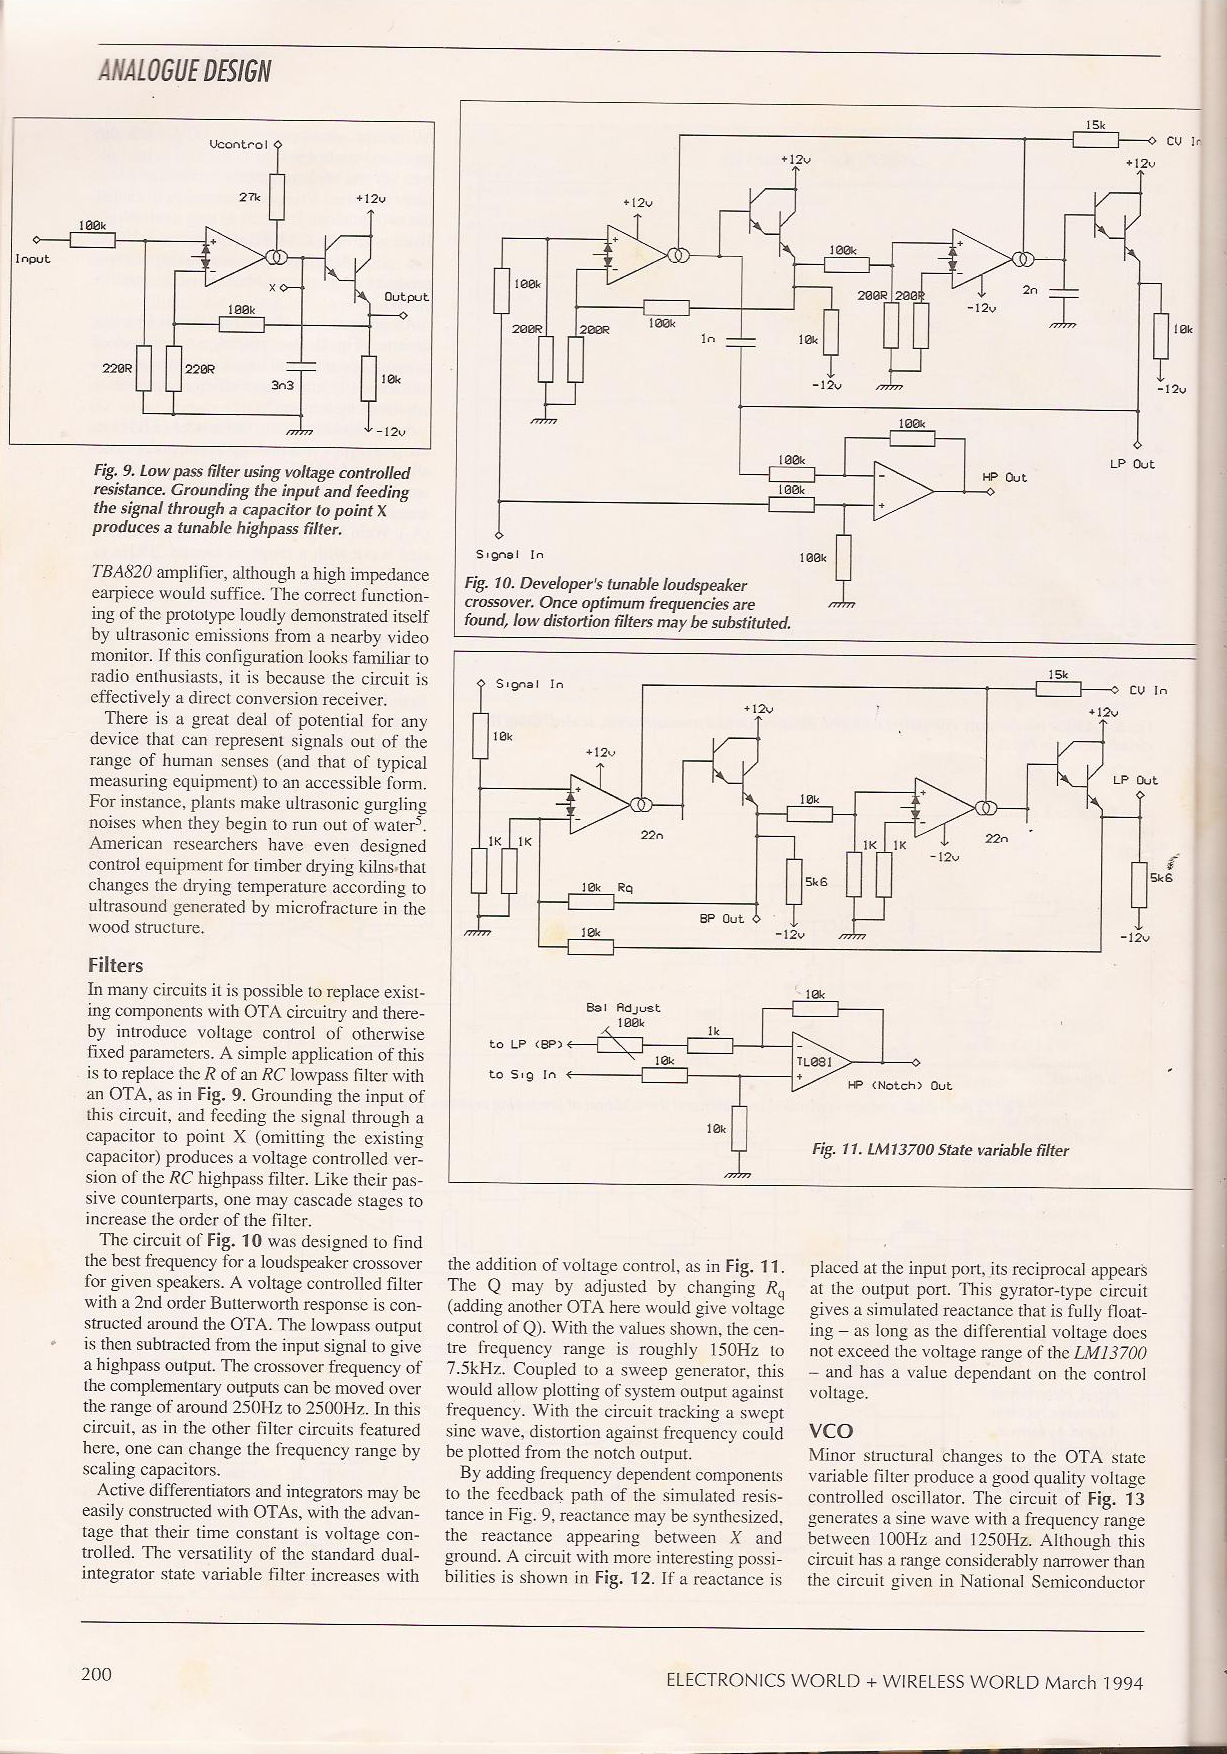 ANALOGUE DESIGN
Vcontrol
27k
+12v
100k
Input
X
Output
100k
220R
220R
3n3
10k
-12v
Fig. 9. Low pass filter using voltage controlled
resistance. Grounding the input and feeding
the signal through a capacitor to point X
produces a tunable highpass filter.
15k
CV In
+12v
+12v
+12v
100k
100k
200R
200R
100k
1n
10k
-12v
200R
200R
-12v
2n
10k
-12v
100k
100k
100k
HP Out
LP Out
Signal In
100k
Fig. 10. Developer's tunable loudspeaker
crossover. Once optimum frequencies are
found, low distortion filters may be substituted.
Signal In
15k
CV In
+12v
+12v
10k
+12v
LP Out
10k
22n
22n
1K
1K
1K
1K
-12v
5k6
5k6
10k Rq
BP Out
-12v
10k
-12v
10k
Bal Adjust
100k
to LP (BP)
1k
10k
to Sig In
TL081
HP (Notch) Out
10k
Fig. 11. LM13700 State variable filter
TBA820 amplifier, although a high impedance
earpiece would suffice. The correct function-
ing of the prototype loudly demonstrated itself
by ultrasonic emissions from a nearby video
monitor. If this configuration looks familiar to
radio enthusiasts, it is because the circuit is
effectively a direct conversion receiver.
There is a great deal of potential for any
device that can represent signals out of the
range of human senses (and that of typical
measuring equipment) to an accessible form.
For instance, plants make ultrasonic gurgling
noises when they begin to run out of water5.
American researchers have even designed
control equipment for timber drying kilns that
changes the drying temperature according to
ultrasound generated by microfracture in the
wood structure.
Filters
In many circuits it is possible to replace exist-
ing components with OTA circuitry and there-
by introduce voltage control of otherwise
fixed parameters. A simple application of this
is to replace the R of an RC lowpass filter with
an OTA, as in Fig. 9. Grounding the input of
this circuit, and feeding the signal through a
capacitor to point X (omitting the existing
capacitor) produces a voltage controlled ver-
sion of the RC highpass filter. Like their pas-
sive counterparts, one may cascade stages to
increase the order of the filter.
The circuit of Fig. 10 was designed to find
the best frequency for a loudspeaker crossover
for given speakers. A voltage controlled filter
with a 2nd order Butterworth response is con-
structed around the OTA. The lowpass output
is then subtracted from the input signal to give
a highpass output. The crossover frequency of
the complementary outputs can be moved over
the range of around 250Hz to 2500Hz. In this
circuit, as in the other filter circuits featured
here, one can change the frequency range by
scaling capacitors.
Active differentiators and integrators may be
easily constructed with OTAs, with the advan-
tage that their time constant is voltage con-
trolled. The versatility of the standard dual-
integrator state variable filter increases with
the addition of voltage control, as in Fig. 11.
The Q may by adjusted by changing Rq
(adding another OTA here would give voltage
control of Q). With the values shown, the cen-
tre frequency range is roughly 150Hz to
7.5kHz. Coupled to a sweep generator, this
would allow plotting of system output against
frequency. With the circuit tracking a swept
sine wave, distortion against frequency could
be plotted from the notch output.
By adding frequency dependent components
to the feedback path of the simulated resis-
tance in Fig. 9, reactance may be synthesized,
the reactance appearing between X and
ground. A circuit with more interesting possi-
bilities is shown in Fig. 12. If a reactance is
placed at the input port, its reciprocal appears
at the output port. This gyrator-type circuit
gives a simulated reactance that is fully float-
ing – as long as the differential voltage does
not exceed the voltage range of the LM13700
– and has a value dependant on the control
voltage.
VCO
Minor structural changes to the OTA state
variable filter produce a good quality voltage
controlled oscillator. The circuit of Fig. 13
generates a sine wave with a frequency range
between 100Hz and 1250Hz. Although this
circuit has a range considerably narrower than
the circuit given in National Semiconductor
200
ELECTRONICS WORLD + WIRELESS WORLD March 1994